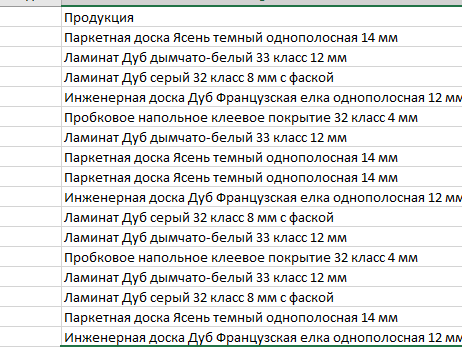 Продукция
Паркетная доска Ясень темный однополосная 14 мм
Ламинат Дуб дымчато-белый 33 класс 12 мм
Ламинат Дуб серый 32 класс 8 мм с фаской
Инженерная доска Дуб Французская елка однополосная 12 мм
Пробковое напольное клеевое покрытие 32 класс 4 мм
Ламинат Дуб дымчато-белый 33 класс 12 мм
Паркетная доска Ясень темный однополосная 14 мм
Паркетная доска Ясень темный однополосная 14 мм
Инженерная доска Дуб Французская елка однополосная 12 мм
Ламинат Дуб серый 32 класс 8 мм с фаской
Ламинат Дуб дымчато-белый 33 класс 12 мм
Пробковое напольное клеевое покрытие 32 класс 4 мм
Ламинат Дуб дымчато-белый 33 класс 12 мм
Ламинат Дуб серый 32 класс 8 мм с фаской
Паркетная доска Ясень темный однополосная 14 мм
Инженерная доска Дуб Французская елка однополосная 12 мм